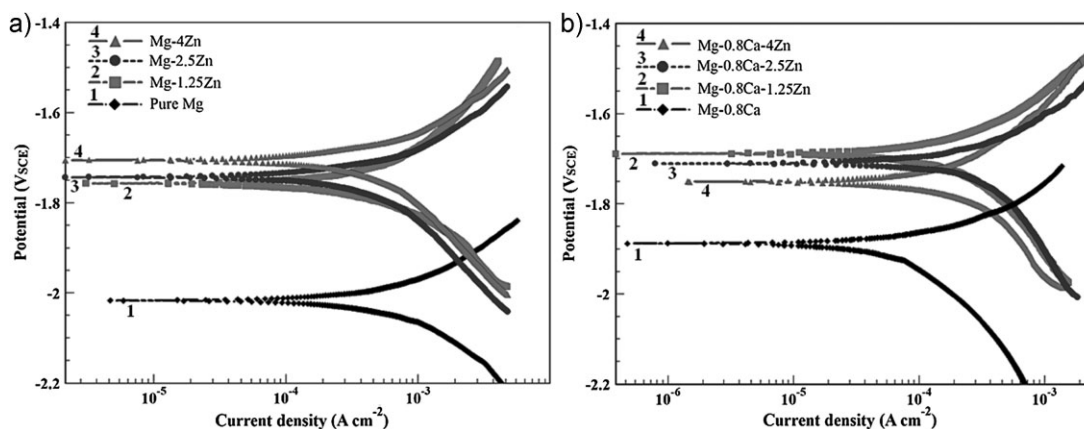 a)
-1.4
-1.6
-1.8
-2
-2.2
Potential (VSCE)
4 Mg-4Zn
3 Mg-2.5Zn
2 Mg-1.25Zn
1 Pure Mg
4
3
2
1
10-5
10-4
10-3
Current density (A cm-2)
b)
-1.4
-1.6
-1.8
-2
-2.2
Potential (VSCE)
4 Mg-0.8Ca-4Zn
3 Mg-0.8Ca-2.5Zn
2 Mg-0.8Ca-1.25Zn
1 Mg-0.8Ca
2
3
4
1
10-6
10-5
10-4
10-3
Current density (A cm-2)